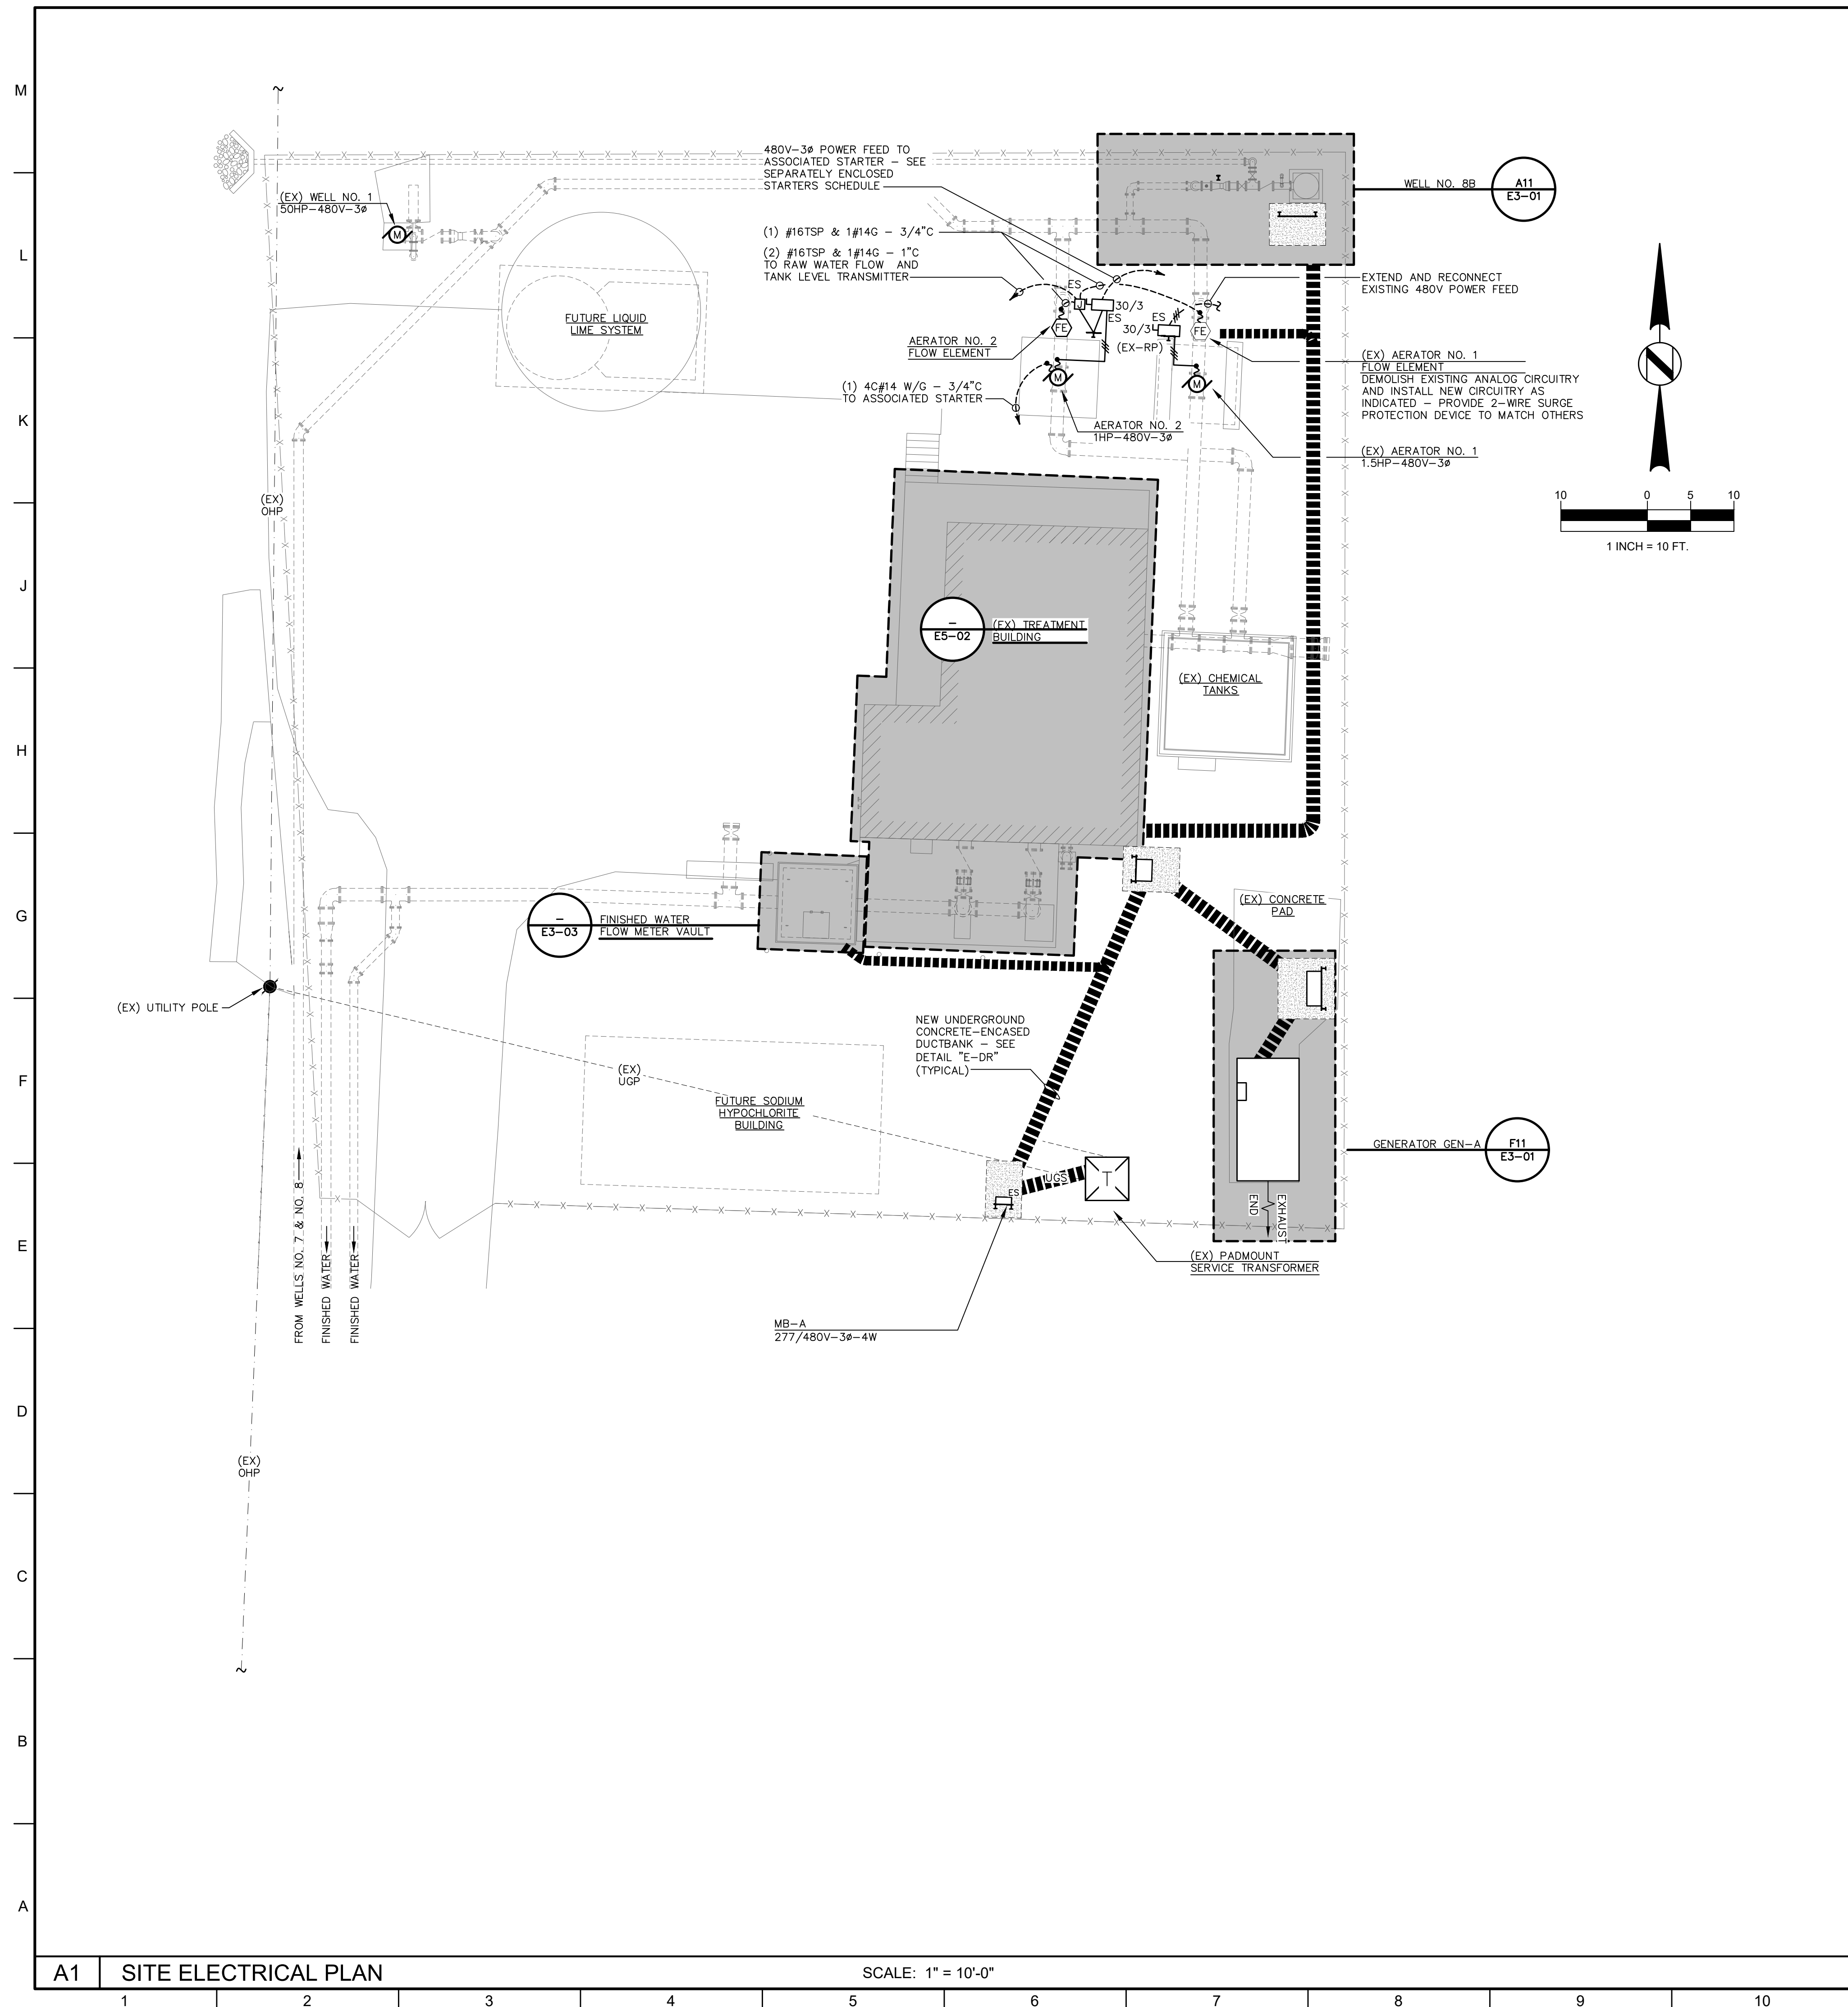 M
L
K
J
H
G
F
E
D
C
B
A
480V-3ø POWER FEED TO
ASSOCIATED STARTER - SEE
SEPARATELY ENCLOSED
STARTERS SCHEDULE
(EX) WELL NO. 1
50HP-480V-3ø
M
(1) #16TSP & 1#14G - 3/4"C
(2) #16TSP & 1#14G - 1"C
TO RAW WATER FLOW AND
TANK LEVEL TRANSMITTER
WELL NO. 8B
A11
E3-01
EXTEND AND RECONNECT
EXISTING 480V POWER FEED
ES
J
30/3
ES
ES
30/3
(EX-RP)
FE
FE
FUTURE LIQUID
LIME SYSTEM
AERATOR NO. 2
FLOW ELEMENT
(EX) AERATOR NO. 1
FLOW ELEMENT
DEMOLISH EXISTING ANALOG CIRCUITRY
AND INSTALL NEW CIRCUITRY AS
INDICATED - PROVIDE 2-WIRE SURGE
PROTECTION DEVICE TO MATCH OTHERS
M
M
(1) 4C#14 W/G - 3/4"C
TO ASSOCIATED STARTER
AERATOR NO. 2
1HP-480V-3ø
(EX) AERATOR NO. 1
1.5HP-480V-3ø
N
10 0 5 10
1 INCH = 10 FT.
(EX)
OHP
-
E5-02
(EX) TREATMENT
BUILDING
(EX) CHEMICAL
TANKS
(EX) CONCRETE
PAD
-
E3-03
FINISHED WATER
FLOW METER VAULT
(EX) UTILITY POLE
NEW UNDERGROUND
CONCRETE-ENCASED
DUCTBANK - SEE
DETAIL "E-DR"
(TYPICAL)
(EX)
UGP
FUTURE SODIUM
HYPOCHLORITE
BUILDING
GENERATOR GEN-A
F11
E3-01
UGS
T
ES
EXHAUST
END
FROM WELLS NO. 7 & NO. 8
FINISHED WATER
FINISHED WATER
(EX) PADMOUNT
SERVICE TRANSFORMER
MB-A
277/480V-3ø-4W
(EX)
OHP
A1 SITE ELECTRICAL PLAN
SCALE: 1" = 10'-0"
1 2 3 4 5 6 7 8 9 10